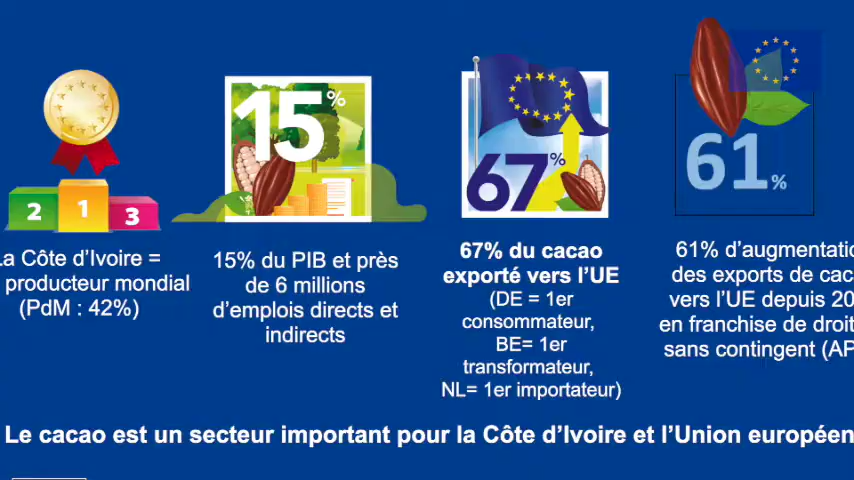 2 1 3
15%
67%
61%
La Côte d'Ivoire =
producteur mondial
(PdM : 42%)
15% du PIB et près
de 6 millions
d'emplois directs et
indirects
67% du cacao
exporté vers l'UE
(DE = 1er
consommateur,
BE= 1er
transformateur,
NL= 1er importateur)
61% d'augmentatio
des exports de cac
vers l'UE depuis 20
en franchise de droit
sans contingent (AP
Le cacao est un secteur important pour la Côte d'Ivoire et l'Union européen